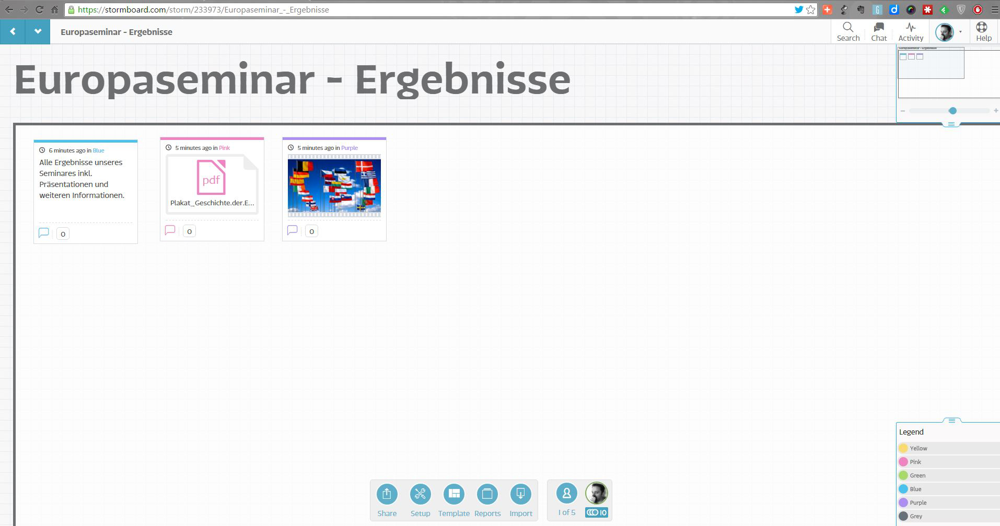 https://stormboard.com/storm/233973/Europaseminar_-_Ergebnisse
Europaseminar - Ergebnisse
Search
Chat
Activity
Help
Europaseminar - Ergebnisse
Europaseminar - Ergebnisse
6 minutes ago in Blue
Alle Ergebnisse unseres
Seminares inkl.
Präsentationen und
weiteren Informationen.
0
5 minutes ago in Pink
pdf
Plakat_Geschichte.der.E...
0
5 minutes ago in Purple
0
Legend
Yellow
Pink
Green
Blue
Purple
Grey
Share
Setup
Template
Reports
Import
1 of 5
10